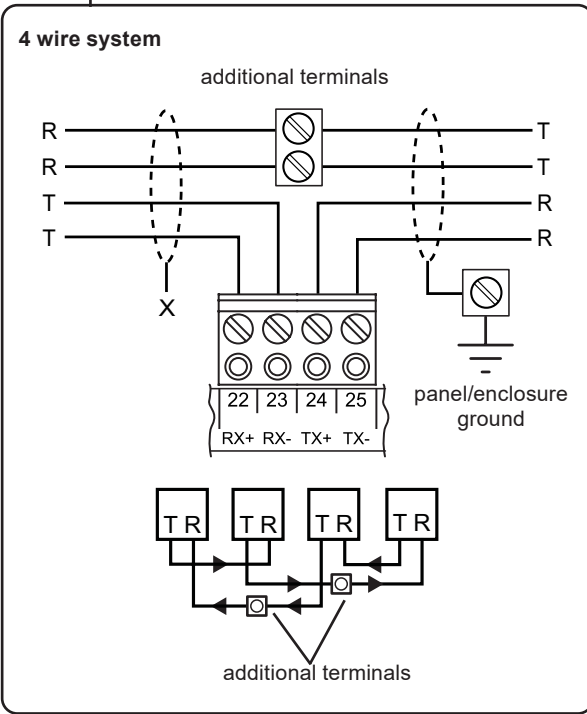 4 wire system
additional terminals
R T
R T
T R
T R
X
22 23 24 25
RX+ RX- TX+ TX-
panel/enclosure
ground
T R T R T R T R
additional terminals